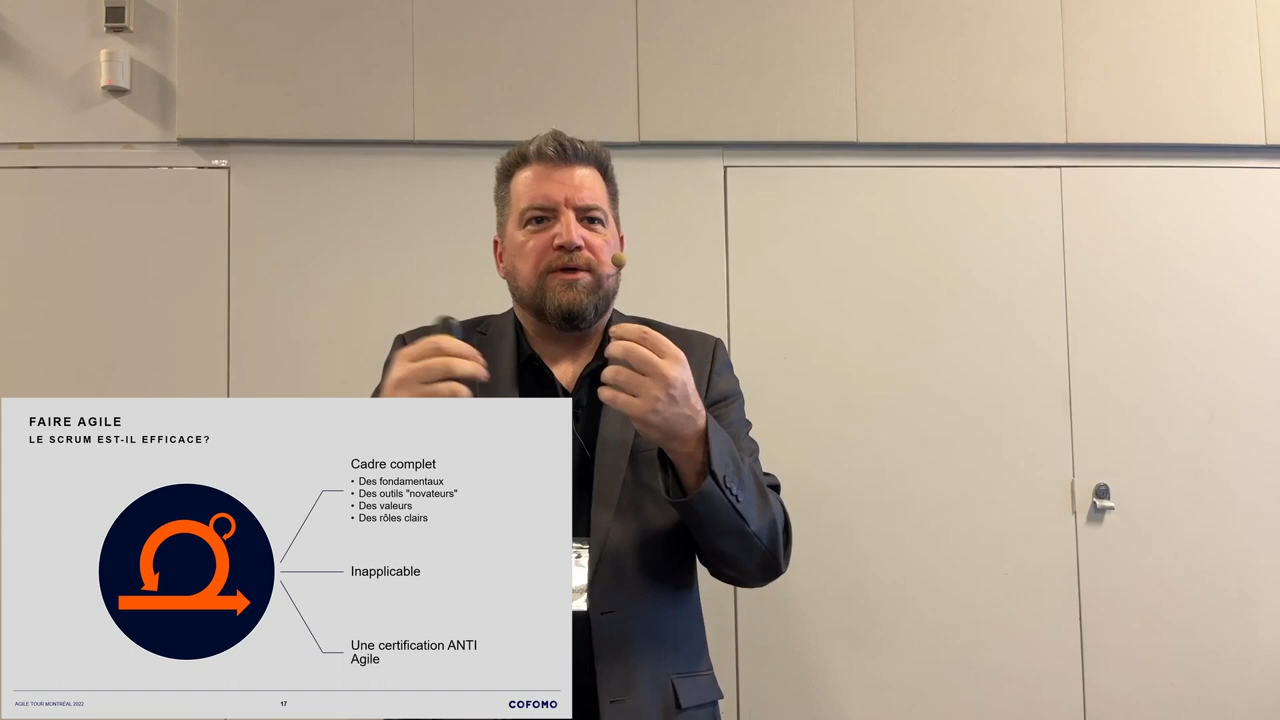 FAIRE AGILE
LE SCRUM EST-IL EFFICACE?
Cadre complet
• Des fondamentaux
• Des outils "novateurs"
• Des valeurs
• Des rôles clairs
Inapplicable
Une certification ANTI
Agile
AGILE TOUR MONTRÉAL 2022
17
COFOMO